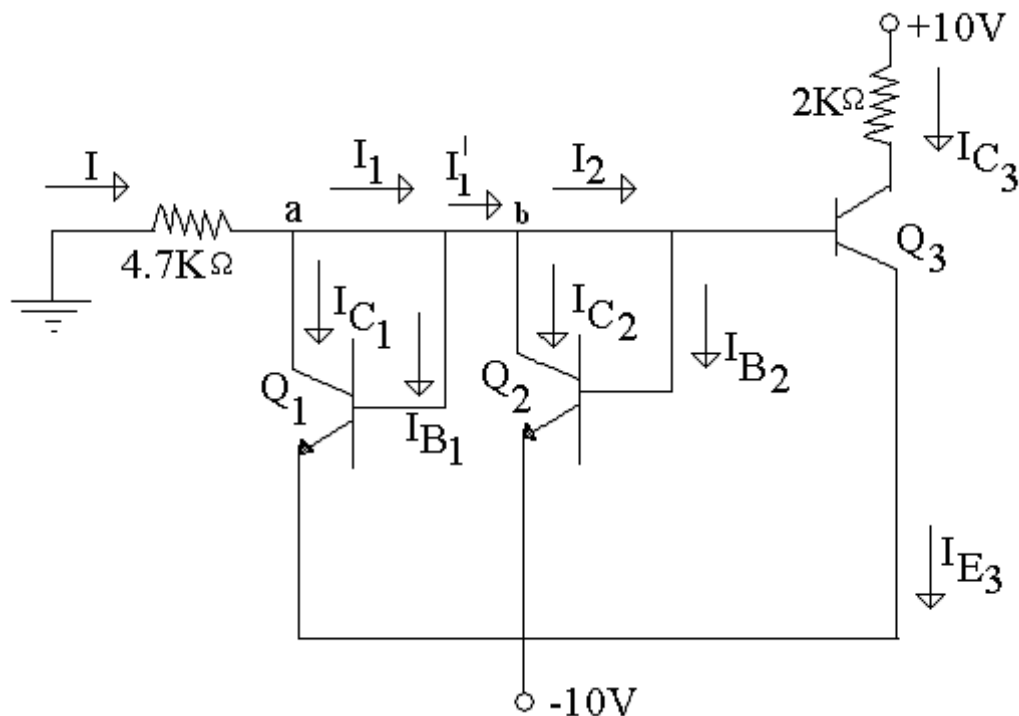 +10V
2KΩ
I_C3
I
I_1
I_1^'
I_2
a
b
4.7KΩ
Q_3
I_C1
I_C2
I_B2
Q_1
Q_2
I_B1
I_E3
-10V